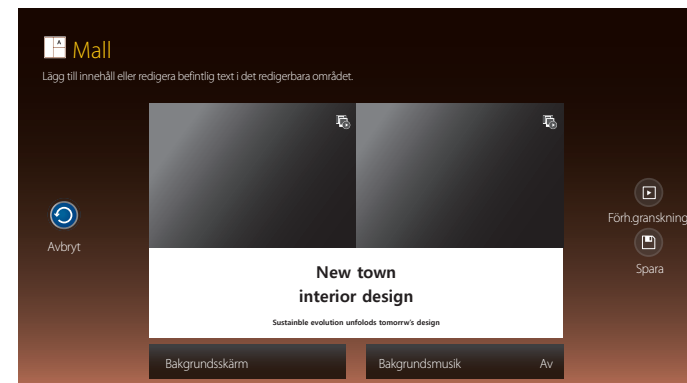 Mall
Lägg till innehåll eller redigera befintlig text i det redigerbara området.
Avbryt
New town
interior design
Sustainble evolution unfolods tomorrw's design
Förh.granskning
Spara
Bakgrundsskärm
Bakgrundsmusik Av